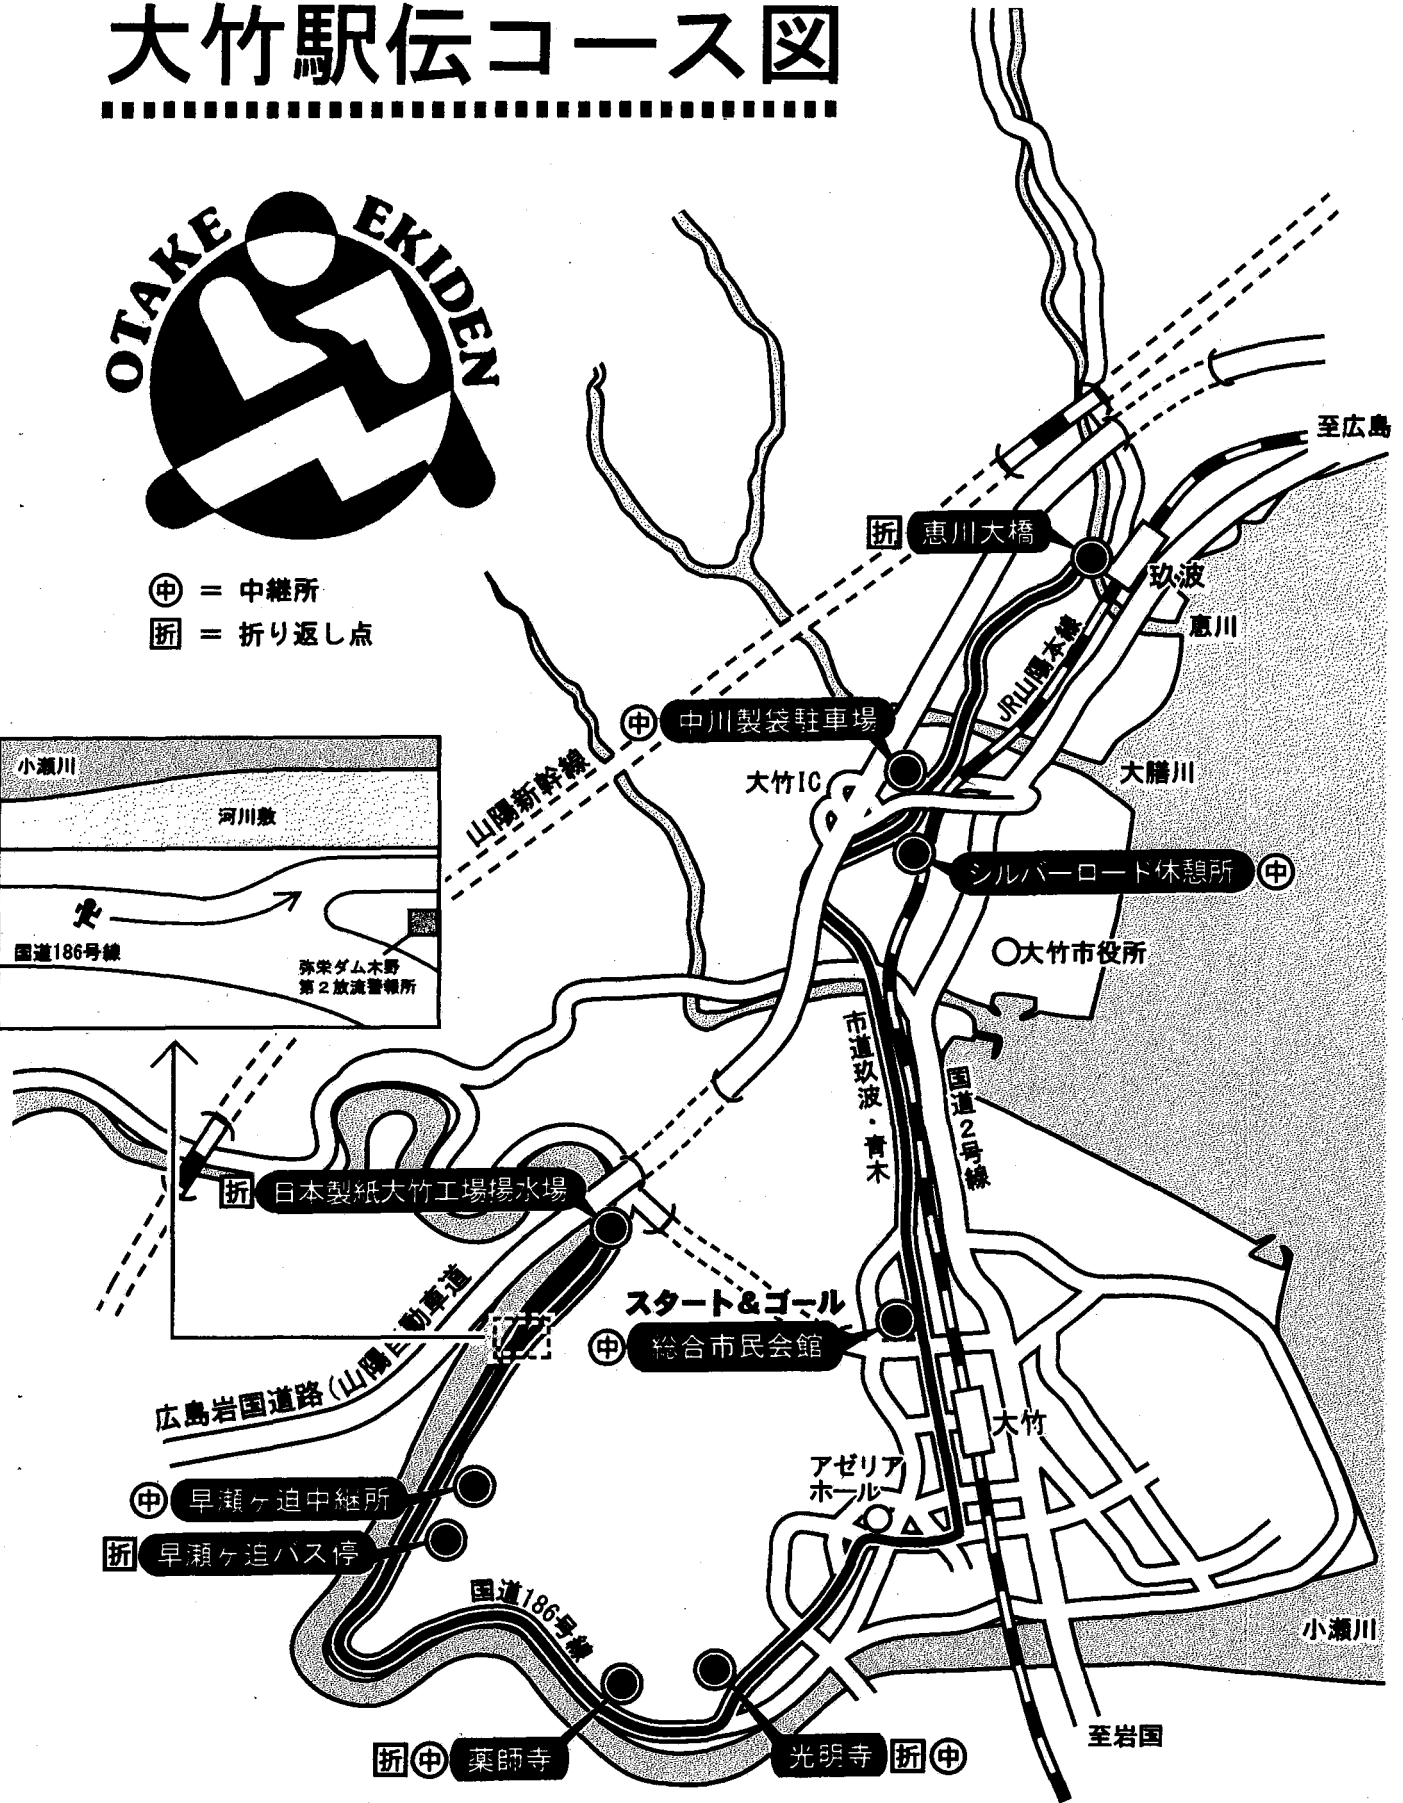 大竹駅伝コース図
OTAKE EKIDEN
中 = 中継所
折 = 折り返し点
至広島
折 恵川大橋
玖波
恵川
JR山陽本線
中 中川製袋駐車場
大竹IC
大膳川
山陽新幹線
シルバーロード休憩所 中
小瀬川
河川敷
国道186号線
弥栄ダム木野
第2放流警報所
大竹市役所
市道玖波・青木
国道2号線
折 日本製紙大竹工場揚水場
スタート&ゴール
中 総合市民会館
広島岩国道路(山陽自動車道
大竹
アゼリア
ホール
中 早瀬ヶ迫中継所
折 早瀬ヶ迫バス停
国道186号線
小瀬川
至岩国
折 中 薬師寺
光明寺 折 中